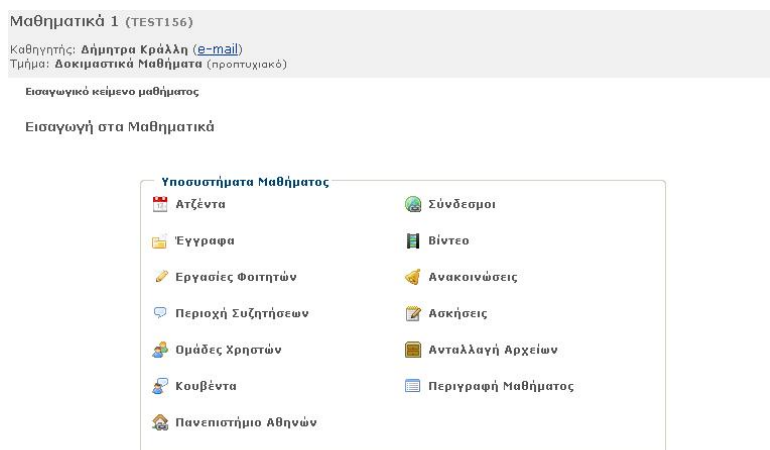 Μαθηματικά 1 (TEST156)
Καθηγητής: Δήμητρα Κράλλη (e-mail)
Τμήμα: Δοκιμαστικά Μαθήματα (προπτυχιακό)
Εισαγωγικό κείμενο μαθήματος
Εισαγωγή στα Μαθηματικά
Υποσυστήματα Μαθήματος
Ατζέντα Σύνδεσμοι
Έγγραφα Βίντεο
Εργασίες Φοιτητών Ανακοινώσεις
Περιοχή Συζητήσεων Ασκήσεις
Ομάδες Χρηστών Ανταλλαγή Αρχείων
Κουβέντα Περιγραφή Μαθήματος
Πανεπιστήμιο Αθηνών